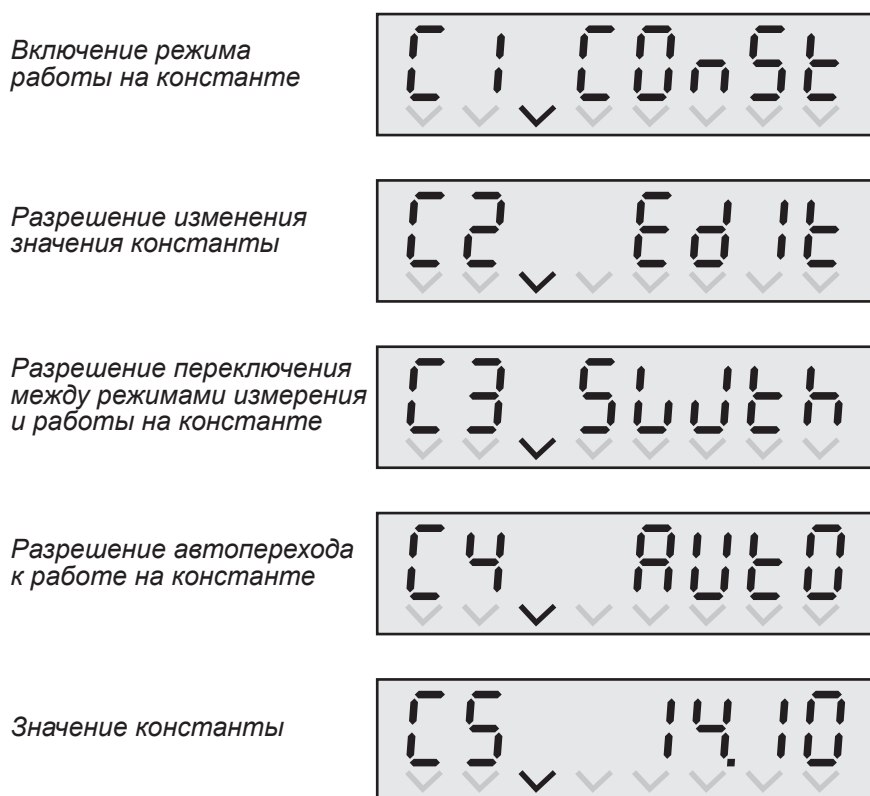 Включение режима
работы на константе
C1 COnSt
Разрешение изменения
значения константы
C2 Ed1t
Разрешение переключения
между режимами измерения
и работы на константе
C3 SWtch
Разрешение автоперехода
к работе на константе
C4 AUtO
Значение константы
C5 14.10